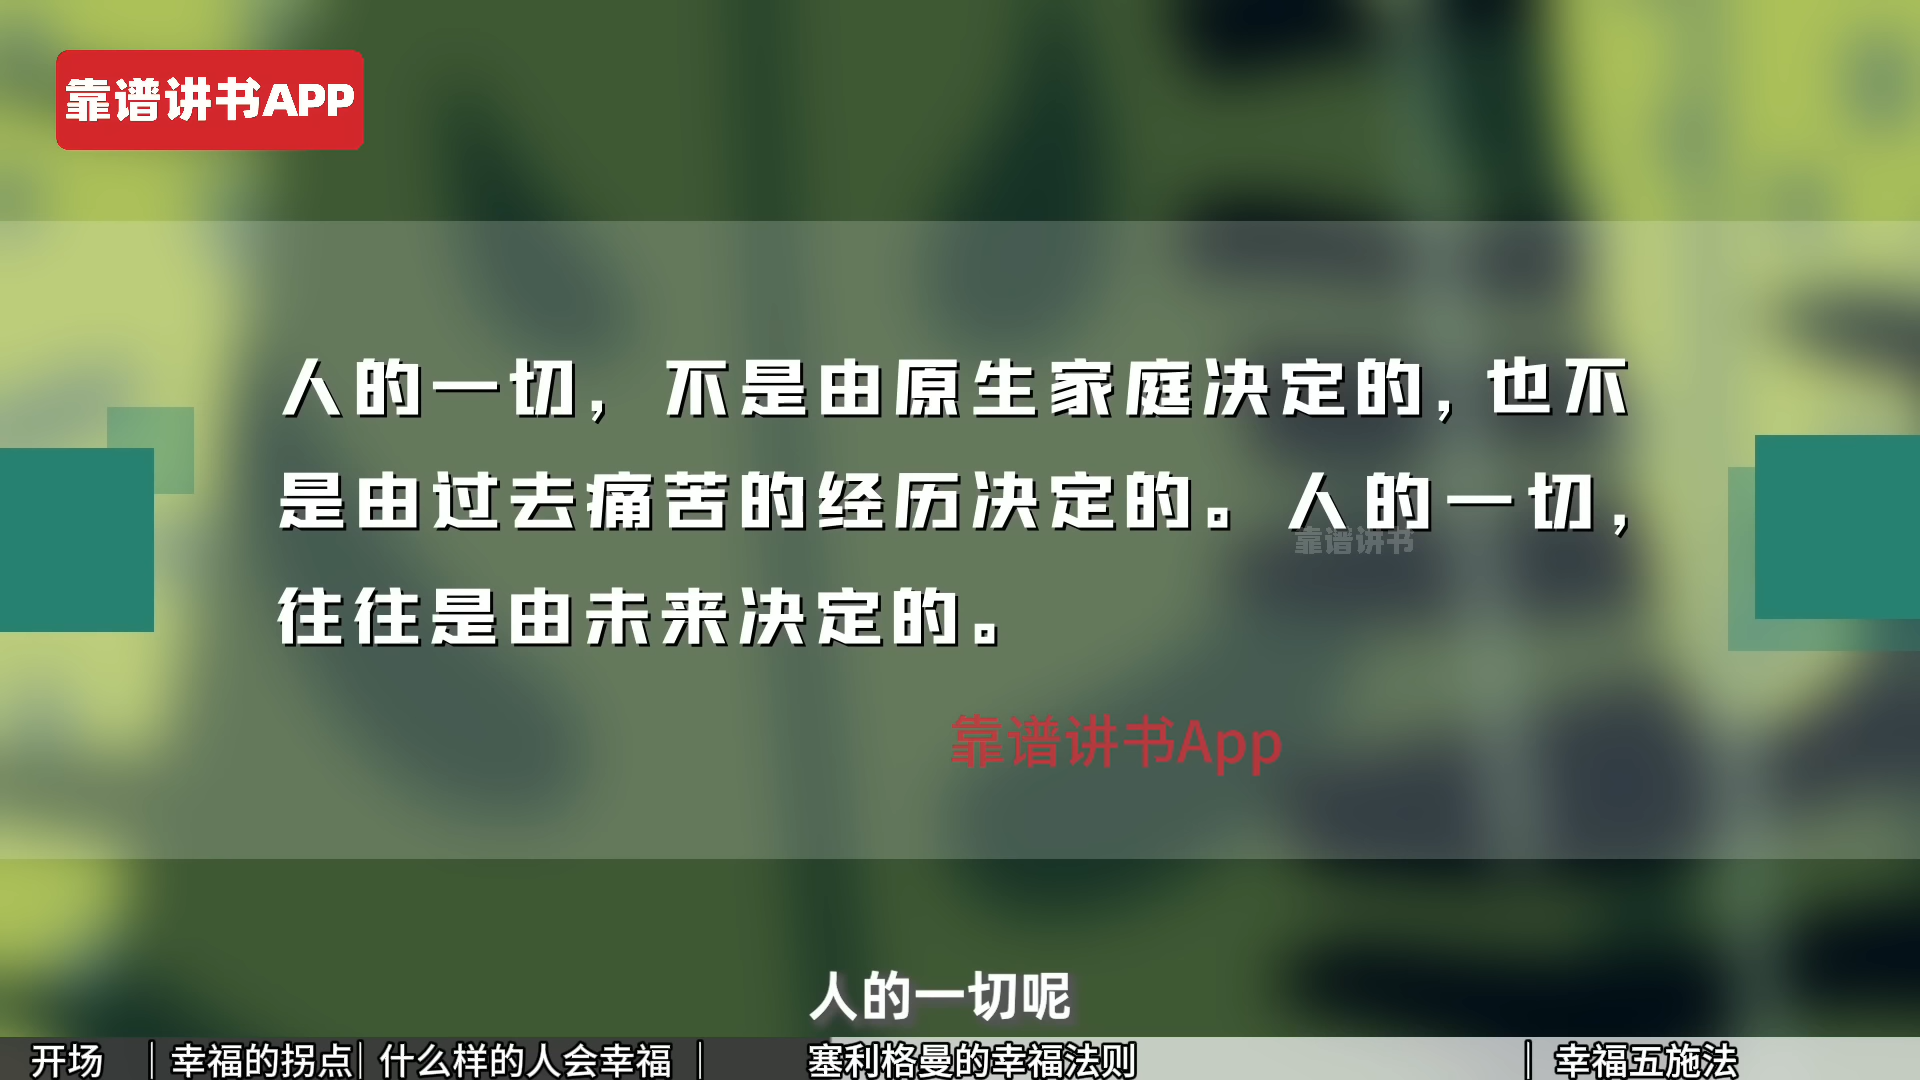 靠谱讲书APP
人的一切，不是由原生家庭决定的，也不
是由过去痛苦的经历决定的。人的一切，
靠谱讲书
往往是由未来决定的。
靠谱讲书App
人的一切呢
开场 | 幸福的拐点 | 什么样的人会幸福 | 塞利格曼的幸福法则 | 幸福五施法